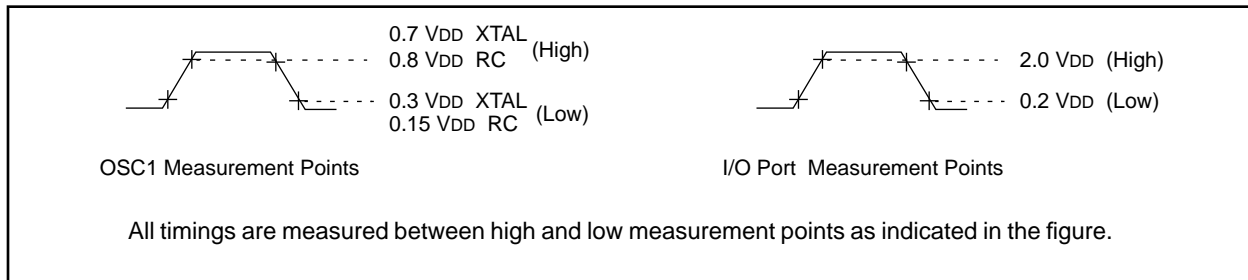 0.7 VDD XTAL
0.8 VDD RC
(High)
0.3 VDD XTAL
0.15 VDD RC
(Low)
OSC1 Measurement Points
2.0 VDD (High)
0.2 VDD (Low)
I/O Port Measurement Points
All timings are measured between high and low measurement points as indicated in the figure.